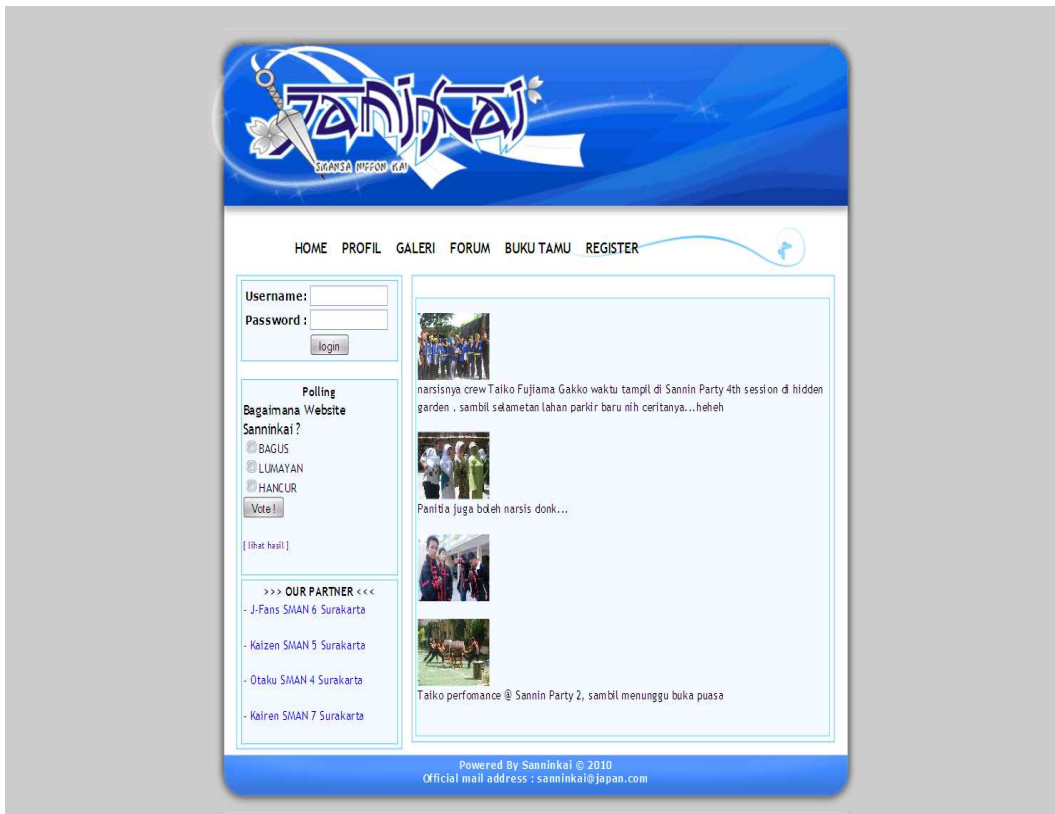 Saninkai
SMANSA NIPPON KAI
HOME PROFIL GALERI FORUM BUKU TAMU REGISTER
Username:
Password :
login
Polling
Bagaimana Website
Sanninkai ?
BAGUS
LUMAYAN
HANCUR
Vote !
[ lihat hasil ]
>>> OUR PARTNER <<<
- J-Fans SMAN 6 Surakarta
- Kaizen SMAN 5 Surakarta
- Otaku SMAN 4 Surakarta
- Kairen SMAN 7 Surakarta
narsisnya crew Taiko Fujiama Gakko waktu tampil di Sannin Party 4th session di hidden
garden . sambil selametan lahan parkir baru nih ceritanya...heheh
Panitia juga boleh narsis donk...
Taiko perfomance @ Sannin Party 2, sambil menunggu buka puasa
Powered By Sanninkai © 2010
Official mail address : sanninkai@japan.com